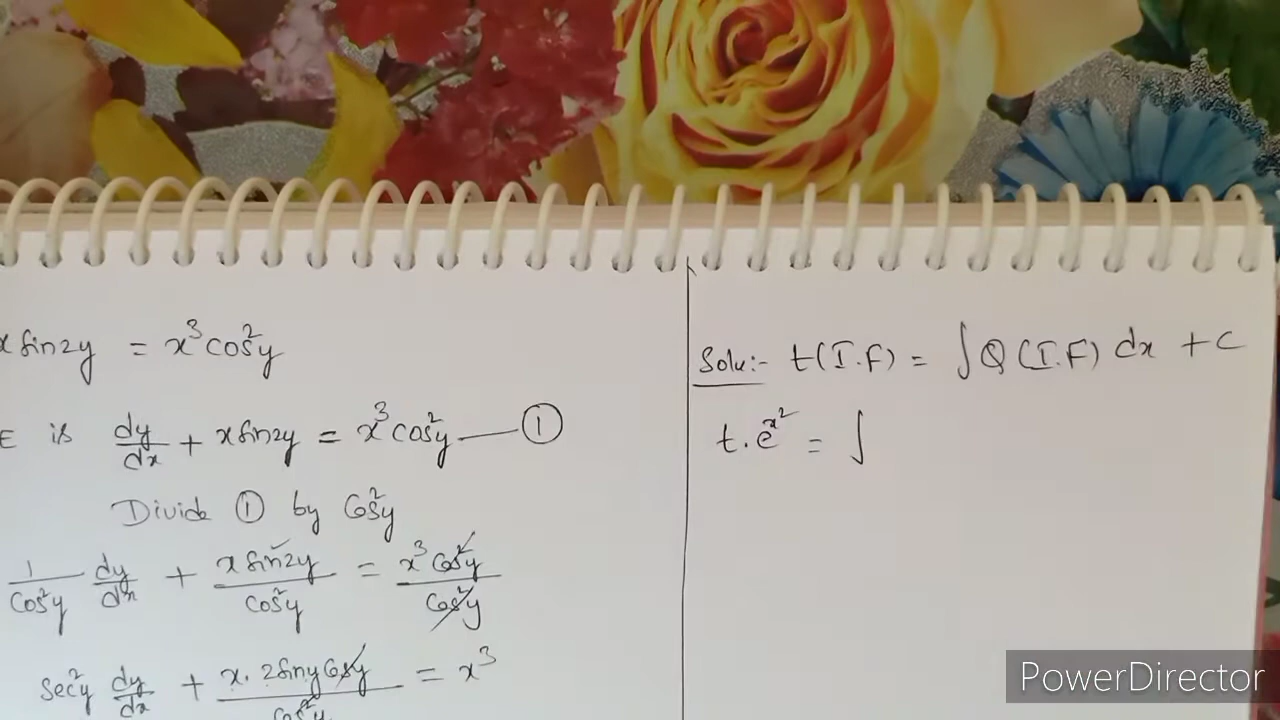 x sin2y = x³cos²y
E is dy/dx + x sin2y = x³cos²y —— ①
Divide ① by cos²y
1/cos²y dy/dx + x sin2y/cos²y = x³cos²y/cos²y
sec²y dy/dx + x. 2siny cosy/cos²y = x³
Solu:- t(I.F) = ∫Q(I.F) dx + c
t.e^x² = ∫
PowerDirector